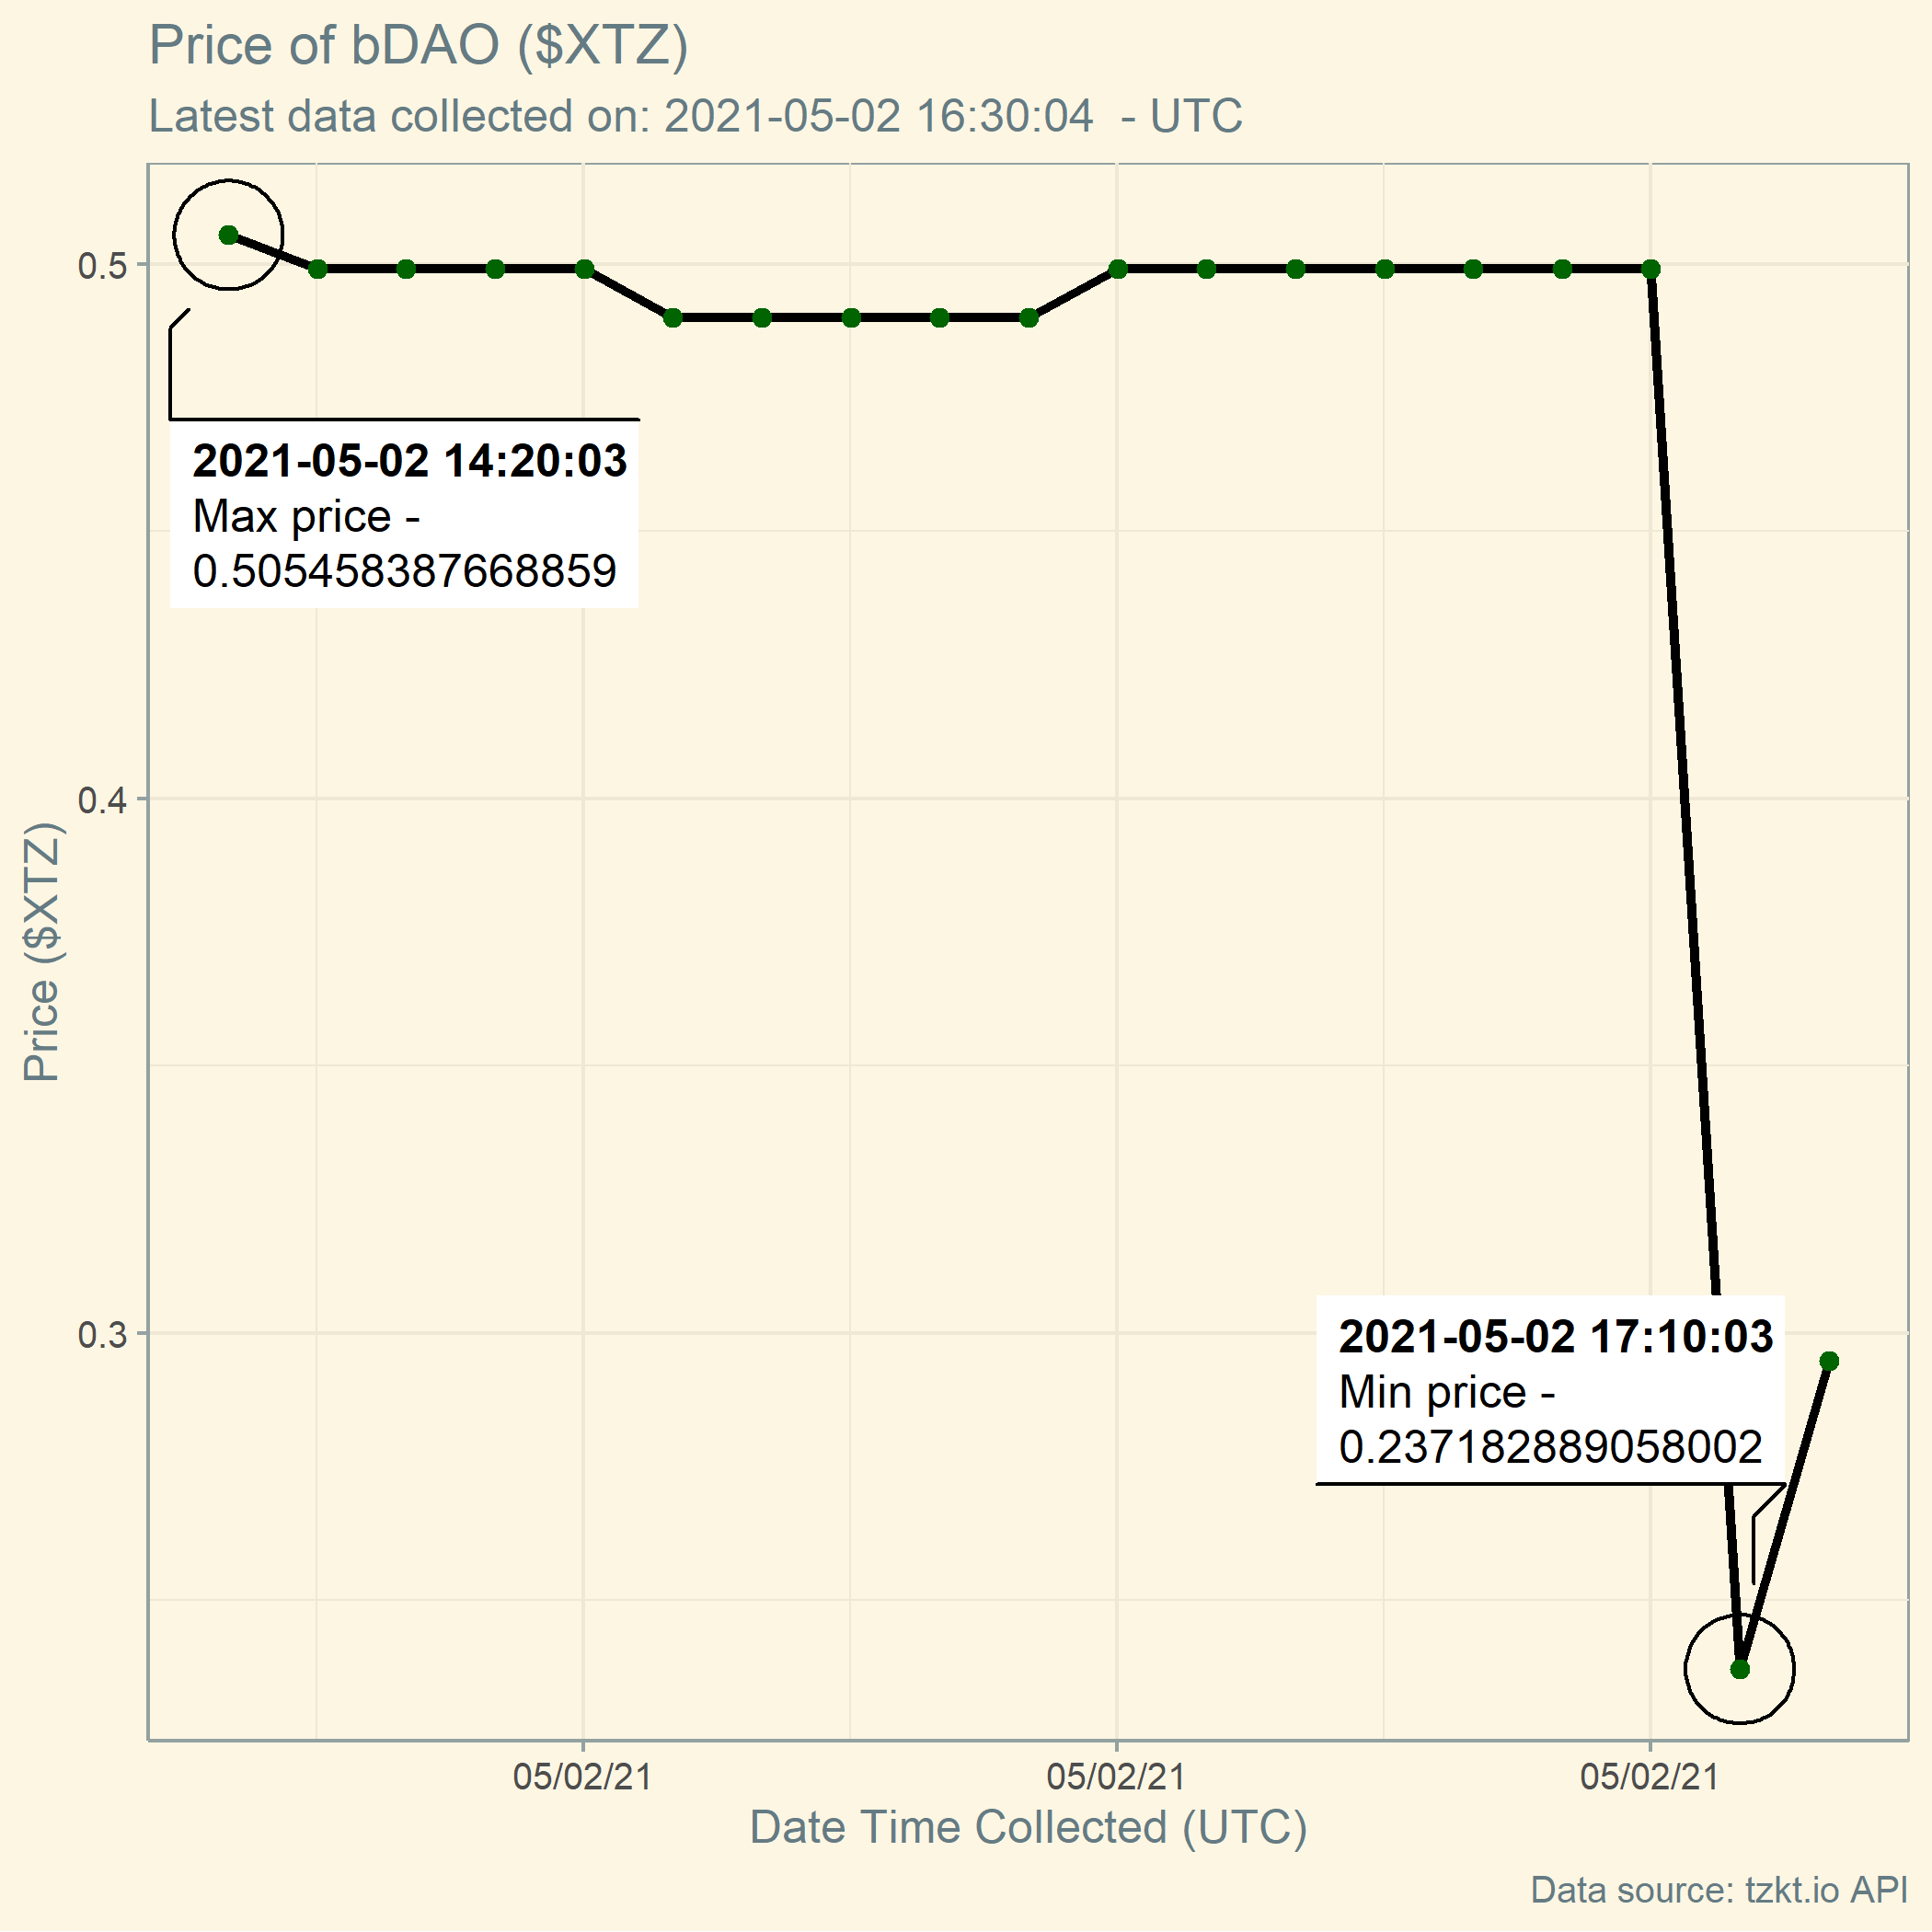 Price of bDAO ($XTZ)
Latest data collected on: 2021-05-02 16:30:04  - UTC
0.5
2021-05-02 14:20:03
Max price -
0.505458387668859
0.4
Price ($XTZ)
0.3
2021-05-02 17:10:03
Min price -
0.237182889058002
05/02/21 05/02/21 05/02/21
Date Time Collected (UTC)
Data source: tzkt.io API